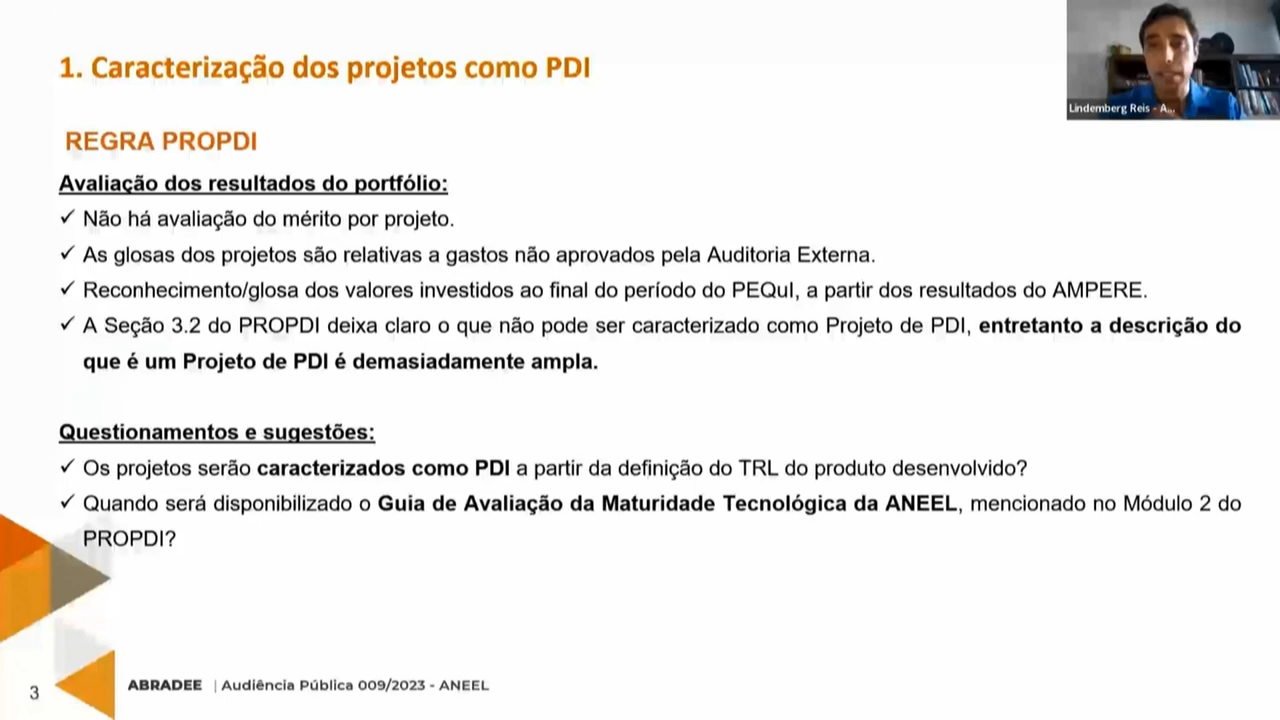 1. Caracterização dos projetos como PDI
Lindemberg Reis - A...
REGRA PROPDI
Avaliação dos resultados do portfólio:
✓ Não há avaliação do mérito por projeto.
✓ As glosas dos projetos são relativas a gastos não aprovados pela Auditoria Externa.
✓ Reconhecimento/glosa dos valores investidos ao final do período do PEQuI, a partir dos resultados do AMPERE.
✓ A Seção 3.2 do PROPDI deixa claro o que não pode ser caracterizado como Projeto de PDI, entretanto a descrição do
que é um Projeto de PDI é demasiadamente ampla.
Questionamentos e sugestões:
✓ Os projetos serão caracterizados como PDI a partir da definição do TRL do produto desenvolvido?
✓ Quando será disponibilizado o Guia de Avaliação da Maturidade Tecnológica da ANEEL, mencionado no Módulo 2 do
PROPDI?
3
ABRADEE | Audiência Pública 009/2023 - ANEEL